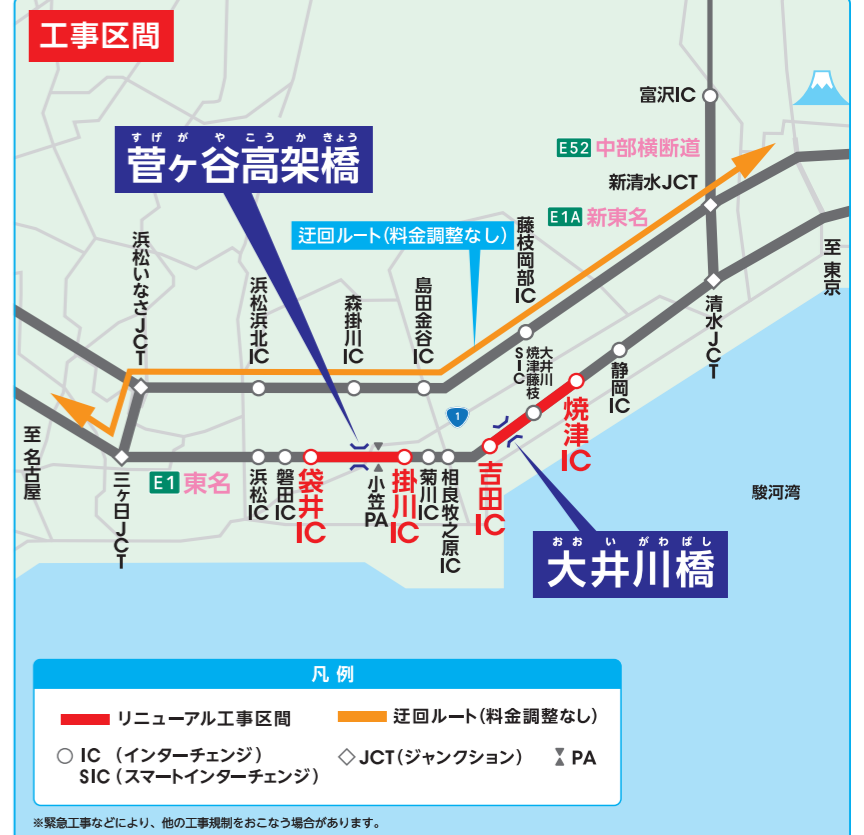 工事区間
富沢IC
E52 中部横断道
すげがやこうかきょう
菅ヶ谷高架橋
新清水JCT
E1A 新東名
迂回ルート(料金調整なし)
藤枝岡部IC
至 東京
浜松いなさJCT
浜松浜北IC
森掛川IC
島田金谷IC
大井川
焼津藤枝
SIC
清水JCT
静岡IC
焼津IC
1
至 名古屋
三ヶ日JCT
E1 東名
浜松IC
磐田IC
袋井IC
小笠PA
掛川IC
菊川IC
相良牧之原IC
吉田IC
駿河湾
おおいがわばし
大井川橋
凡例
リニューアル工事区間
迂回ルート(料金調整なし)
IC (インターチェンジ)
SIC(スマートインターチェンジ)
JCT(ジャンクション)
PA
※緊急工事などにより、他の工事規制をおこなう場合があります。